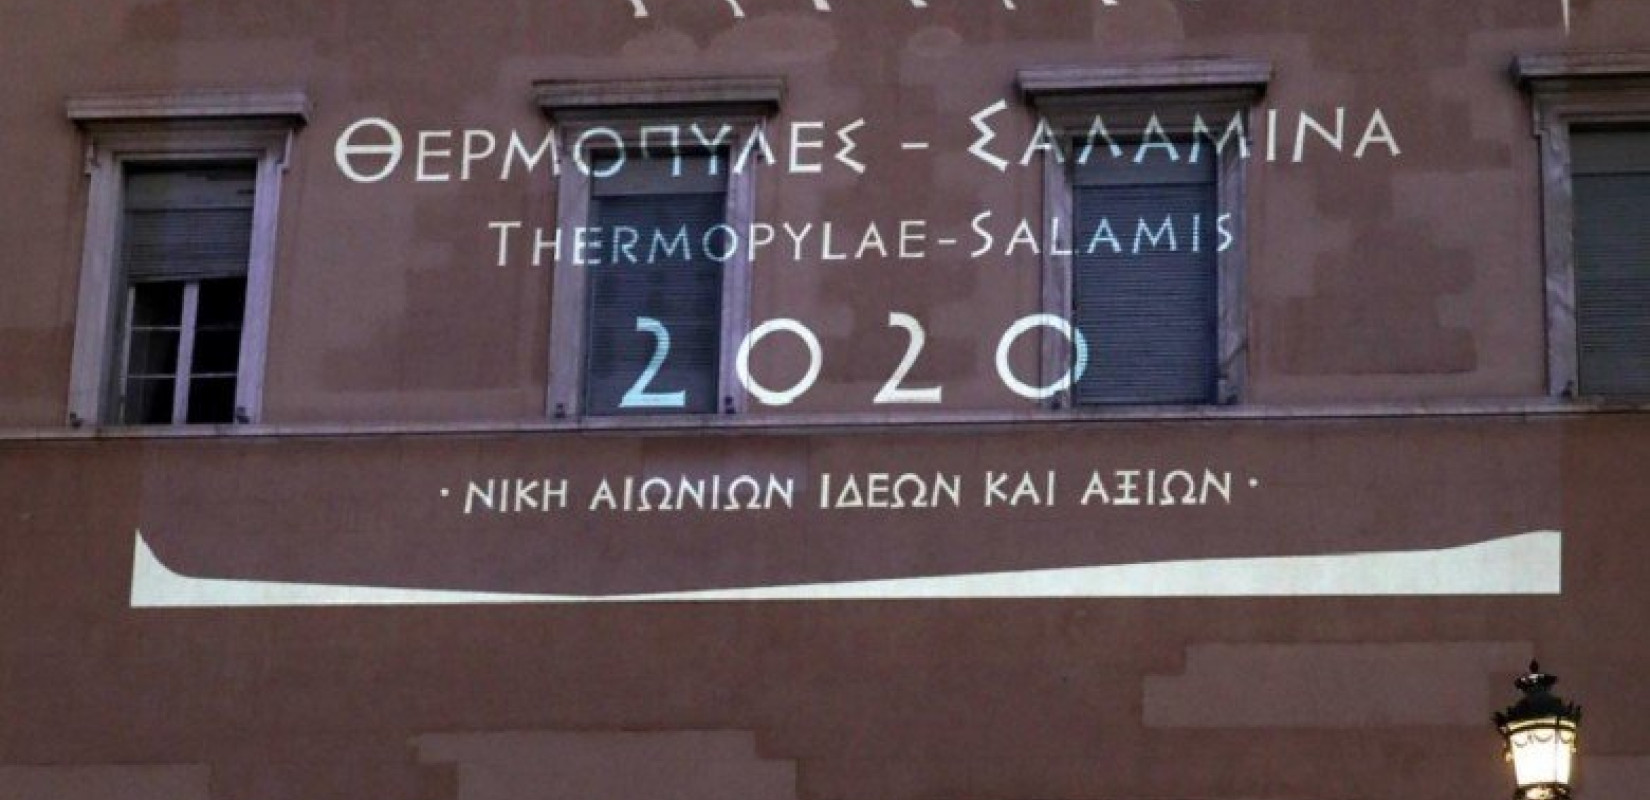 Θερμοπυλες - Σαλαμινα
Thermopylae-Salamis
2020
· ΝΙΚΗ ΑΙΩΝΙΩΝ ΙΔΕΩΝ ΚΑΙ ΑΞΙΩΝ ·